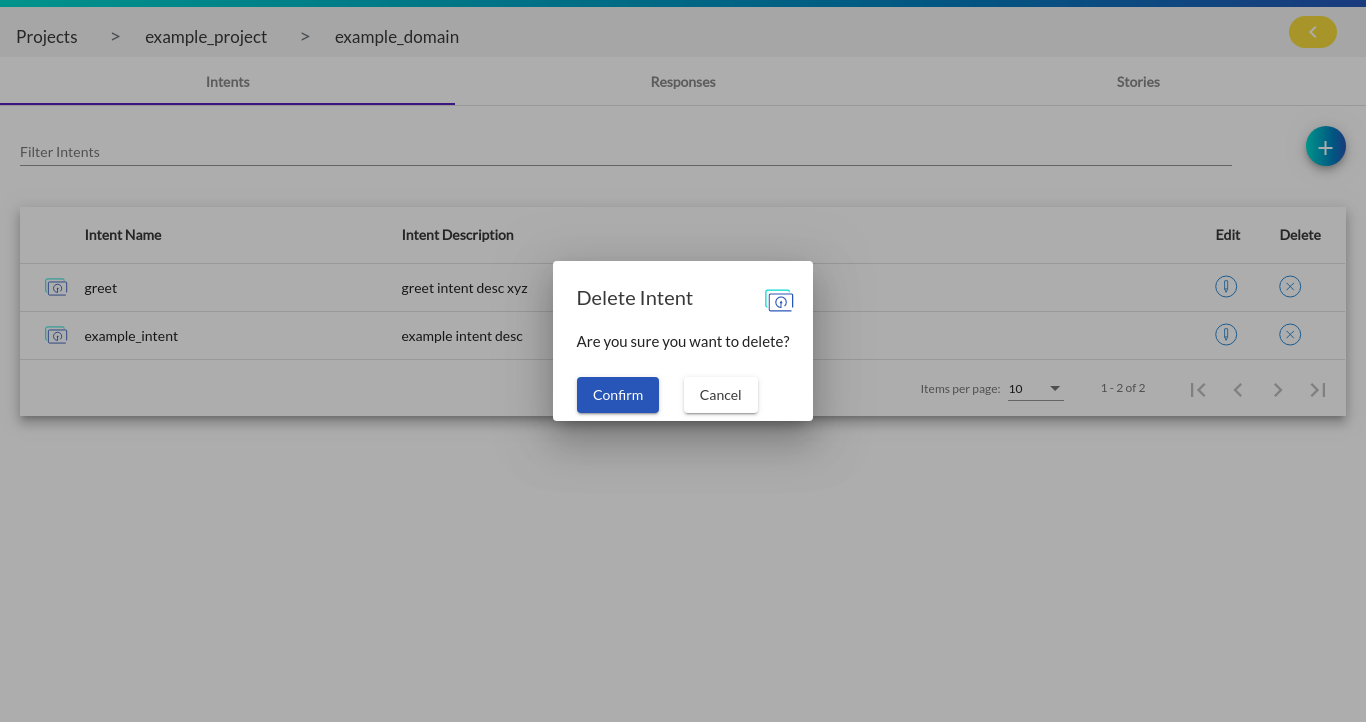 Projects > example_project > example_domain
Intents Responses Stories
Filter Intents
Intent Name Intent Description Edit Delete
greet greet intent desc xyz
example_intent example intent desc
Items per page: 10 1 - 2 of 2
Delete Intent
Are you sure you want to delete?
Confirm Cancel